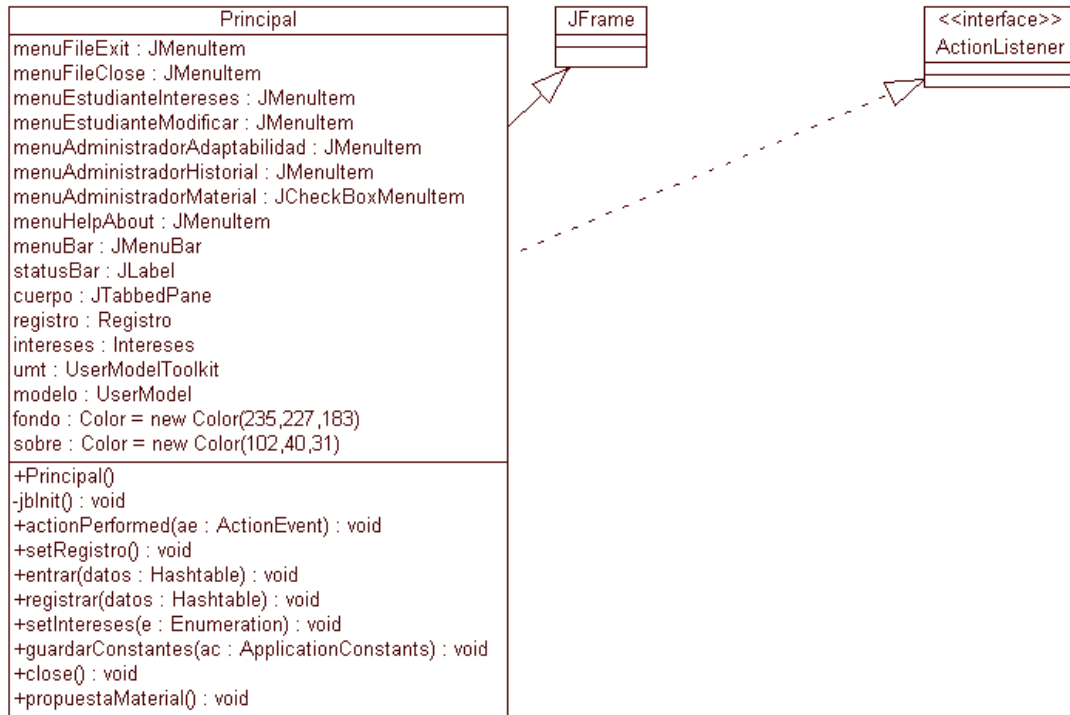 Principal
menuFileExit : JMenuItem
menuFileClose : JMenuItem
menuEstudianteIntereses : JMenuItem
menuEstudianteModificar : JMenuItem
menuAdministradorAdaptabilidad : JMenuItem
menuAdministradorHistorial : JMenuItem
menuAdministradorMaterial : JCheckBoxMenuItem
menuHelpAbout : JMenuItem
menuBar : JMenuBar
statusBar : JLabel
cuerpo : JTabbedPane
registro : Registro
intereses : Intereses
umt : UserModelToolkit
modelo : UserModel
fondo : Color = new Color(235,227,183)
sobre : Color = new Color(102,40,31)
+Principal()
-jbInit() : void
+actionPerformed(ae : ActionEvent) : void
+setRegistro() : void
+entrar(datos : Hashtable) : void
+registrar(datos : Hashtable) : void
+setIntereses(e : Enumeration) : void
+guardarConstantes(ac : ApplicationConstants) : void
+close() : void
+propuestaMaterial() : void
JFrame
<<interface>>
ActionListener